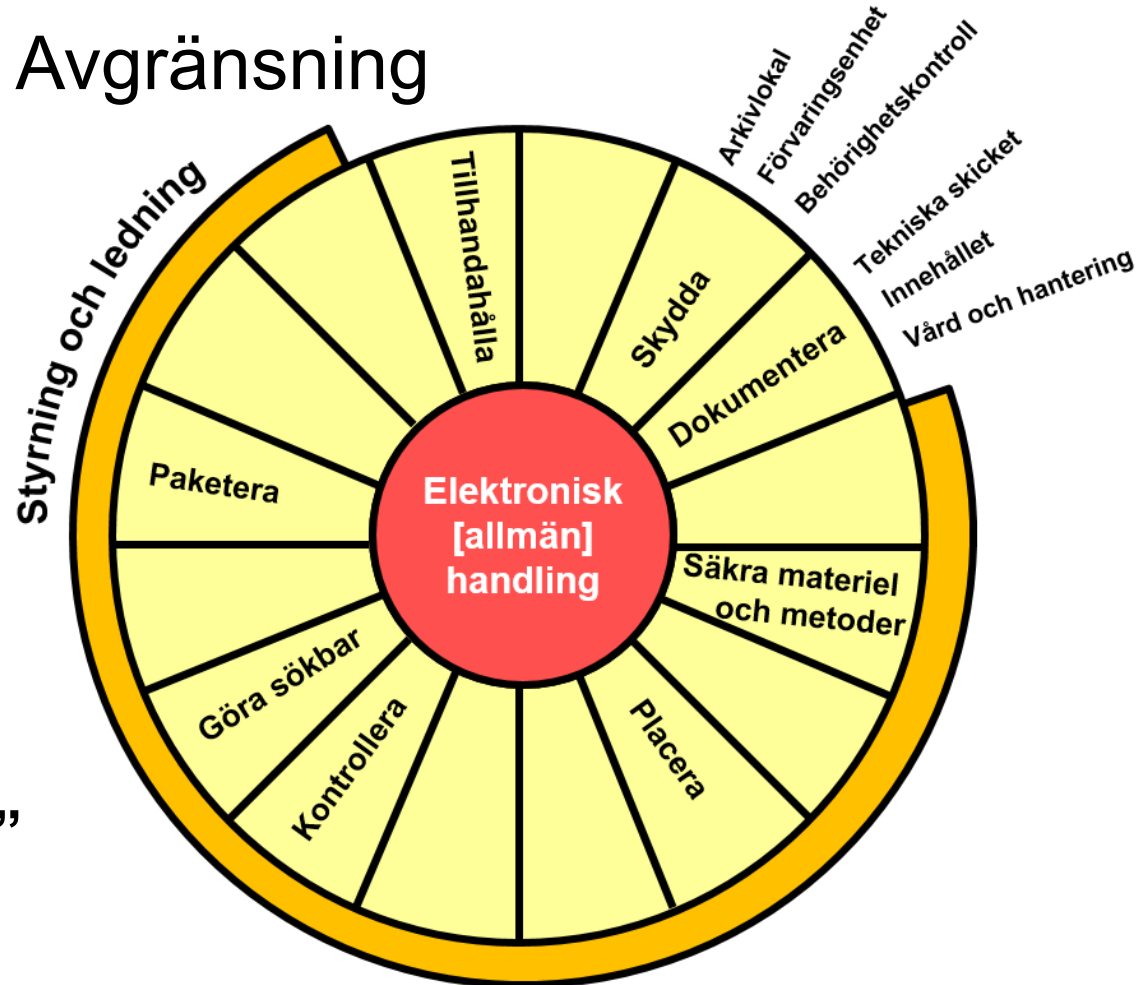 Avgränsning
Styrning och ledning
Arkivlokal
Förvaringsenhet
Behörighetskontroll
Tekniska skicket
Innehållet
Vård och hantering
Tillhandahålla
Skydda
Dokumentera
Säkra materiel
och metoder
Placera
Kontrollera
Göra sökbar
Paketera
Elektronisk
[allmän]
handling
”